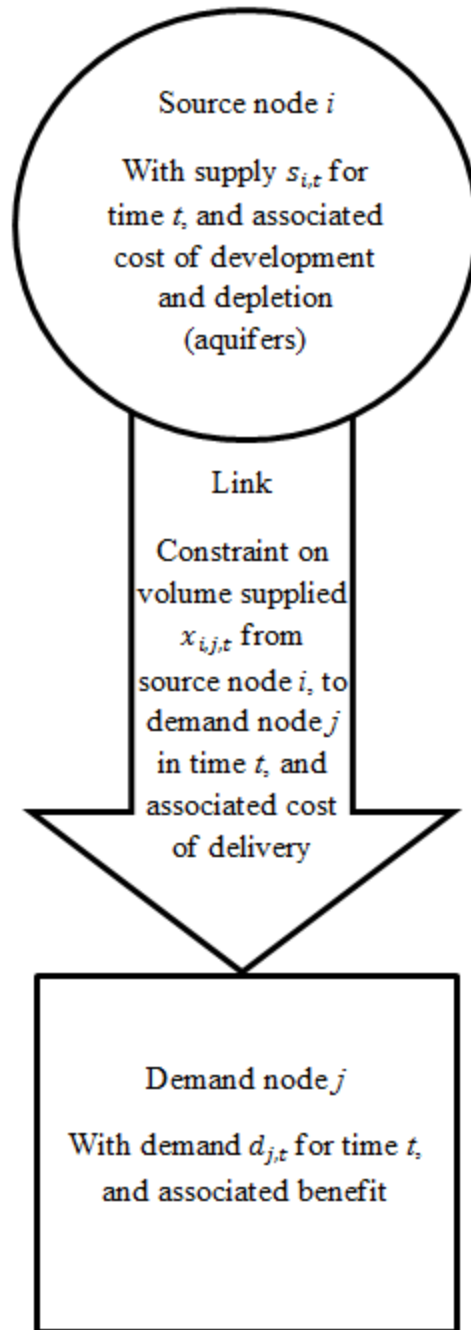 Source node i
With supply s_{i,t} for
time t, and associated
cost of development
and depletion
(aquifers)
Link
Constraint on
volume supplied
x_{i,j,t} from
source node i, to
demand node j
in time t, and
associated cost
of delivery
Demand node j
With demand d_{j,t} for time t,
and associated benefit